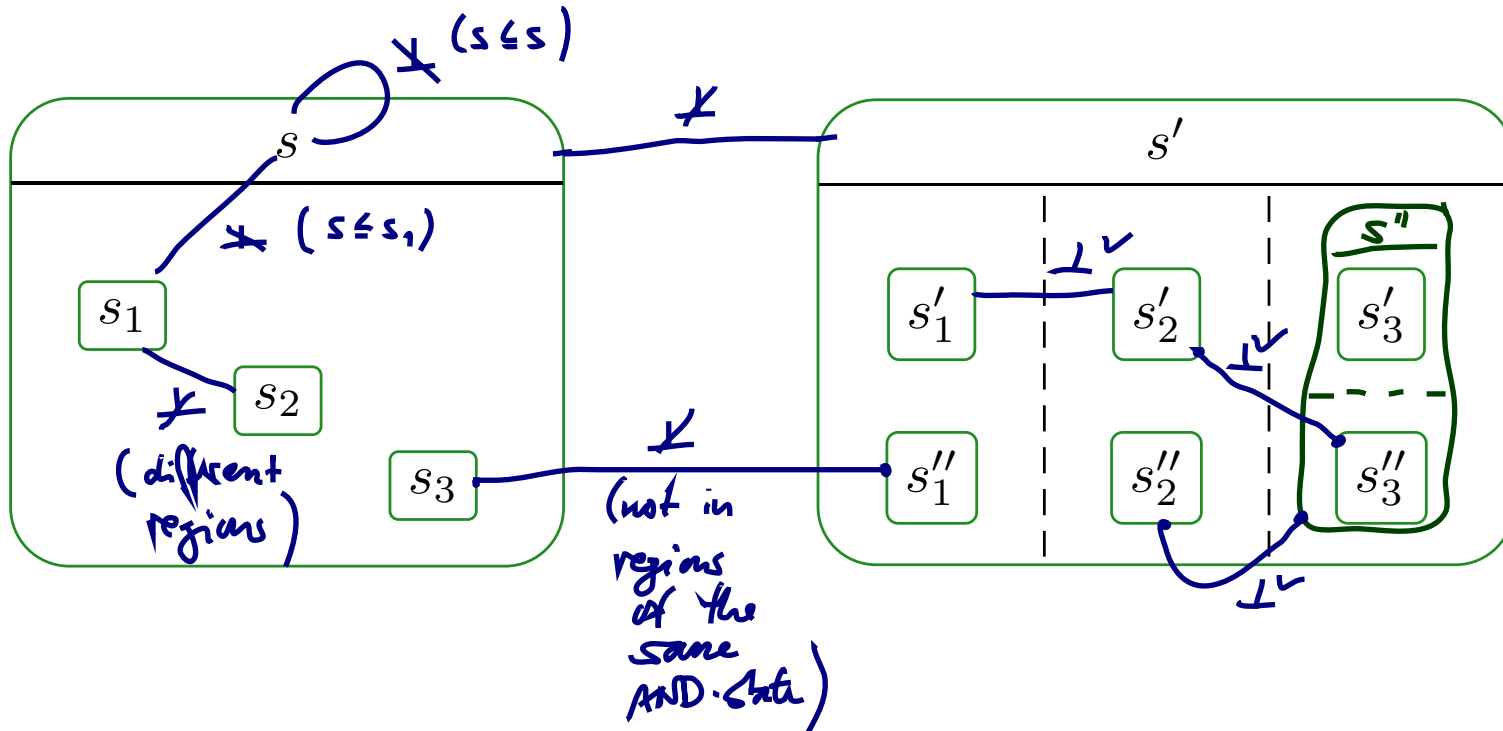 ⊥̸ (s ≤ s)
s
⊥̸
s′
⊥̸ (s ≤ s₁)
s″
⊥ ✓
s₁
s′₁
s′₂
s′₃
⊥ ✓
s₂
⊥̸
(different
regions)
s₃
⊥̸
(not in
regions
of the
same
AND-state)
s″₁
s″₂
s″₃
⊥ ✓